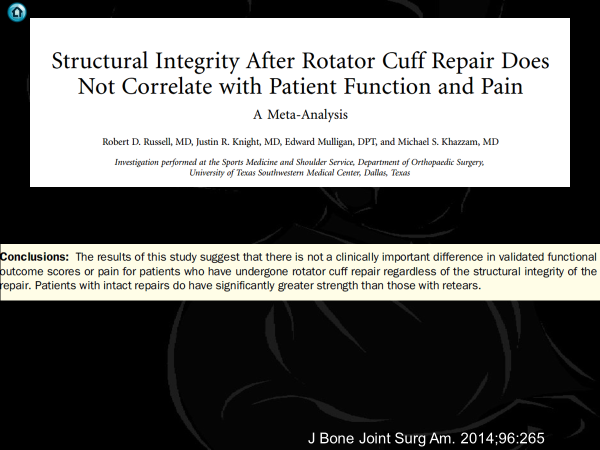 Structural Integrity After Rotator Cuff Repair Does
Not Correlate with Patient Function and Pain
A Meta-Analysis
Robert D. Russell, MD, Justin R. Knight, MD, Edward Mulligan, DPT, and Michael S. Khazzam, MD
Investigation performed at the Sports Medicine and Shoulder Service, Department of Orthopaedic Surgery,
University of Texas Southwestern Medical Center, Dallas, Texas
Conclusions: The results of this study suggest that there is not a clinically important difference in validated functional
outcome scores or pain for patients who have undergone rotator cuff repair regardless of the structural integrity of the
repair. Patients with intact repairs do have significantly greater strength than those with retears.
J Bone Joint Surg Am. 2014;96:265